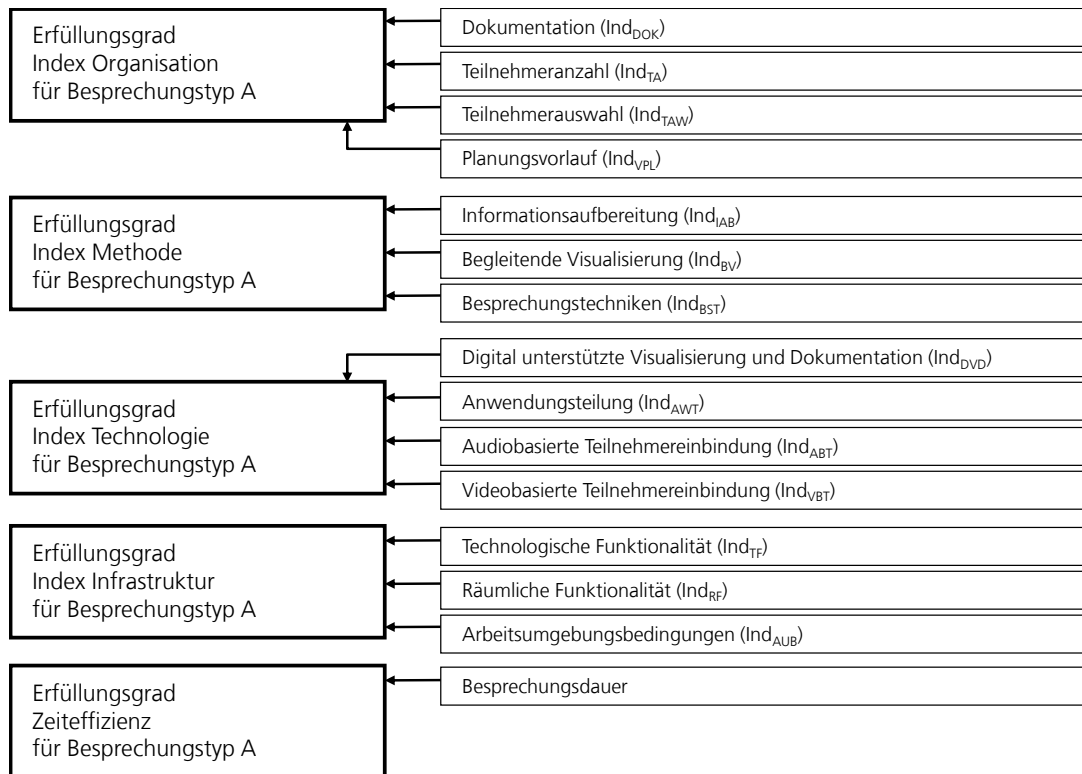 Erfüllungsgrad
Index Organisation
für Besprechungstyp A
Dokumentation (Ind_DOK)
Teilnehmeranzahl (Ind_TA)
Teilnehmerauswahl (Ind_TAW)
Planungsvorlauf (Ind_VPL)
Erfüllungsgrad
Index Methode
für Besprechungstyp A
Informationsaufbereitung (Ind_IAB)
Begleitende Visualisierung (Ind_BV)
Besprechungstechniken (Ind_BST)
Erfüllungsgrad
Index Technologie
für Besprechungstyp A
Digital unterstützte Visualisierung und Dokumentation (Ind_DVD)
Anwendungsteilung (Ind_AWT)
Audiobasierte Teilnehmereinbindung (Ind_ABT)
Videobasierte Teilnehmereinbindung (Ind_VBT)
Erfüllungsgrad
Index Infrastruktur
für Besprechungstyp A
Technologische Funktionalität (Ind_TF)
Räumliche Funktionalität (Ind_RF)
Arbeitsumgebungsbedingungen (Ind_AUB)
Erfüllungsgrad
Zeiteffizienz
für Besprechungstyp A
Besprechungsdauer